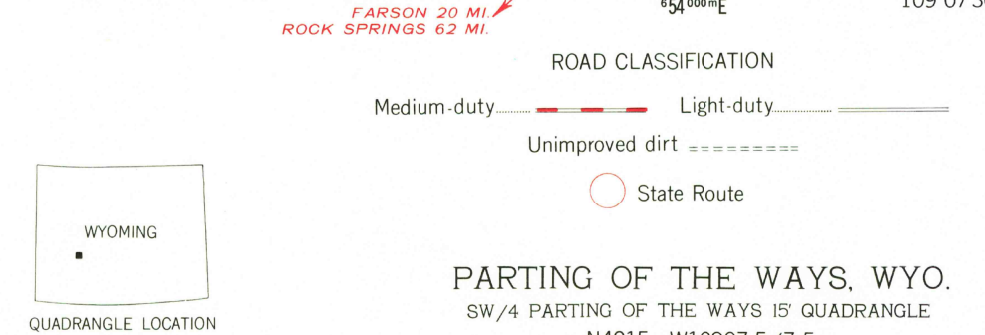 FARSON 20 MI.
ROCK SPRINGS 62 MI.
654000mE
ROAD CLASSIFICATION
Medium-duty
Light-duty
Unimproved dirt
State Route
WYOMING
QUADRANGLE LOCATION
PARTING OF THE WAYS, WYO.
SW/4 PARTING OF THE WAYS 15' QUADRANGLE